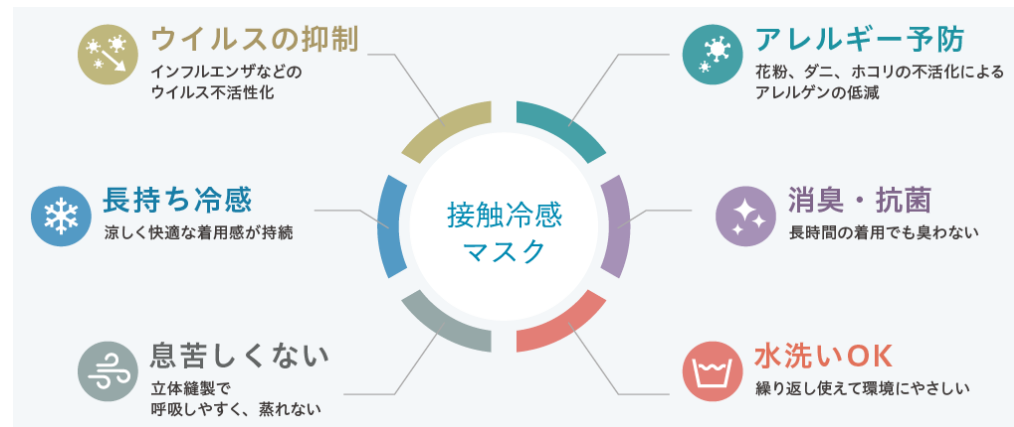 ウイルスの抑制
インフルエンザなどの
ウイルス不活性化
アレルギー予防
花粉、ダニ、ホコリの不活化による
アレルゲンの低減
長持ち冷感
涼しく快適な着用感が持続
接触冷感
マスク
消臭・抗菌
長時間の着用でも臭わない
息苦しくない
立体縫製で
呼吸しやすく、蒸れない
水洗いOK
繰り返し使えて環境にやさしい